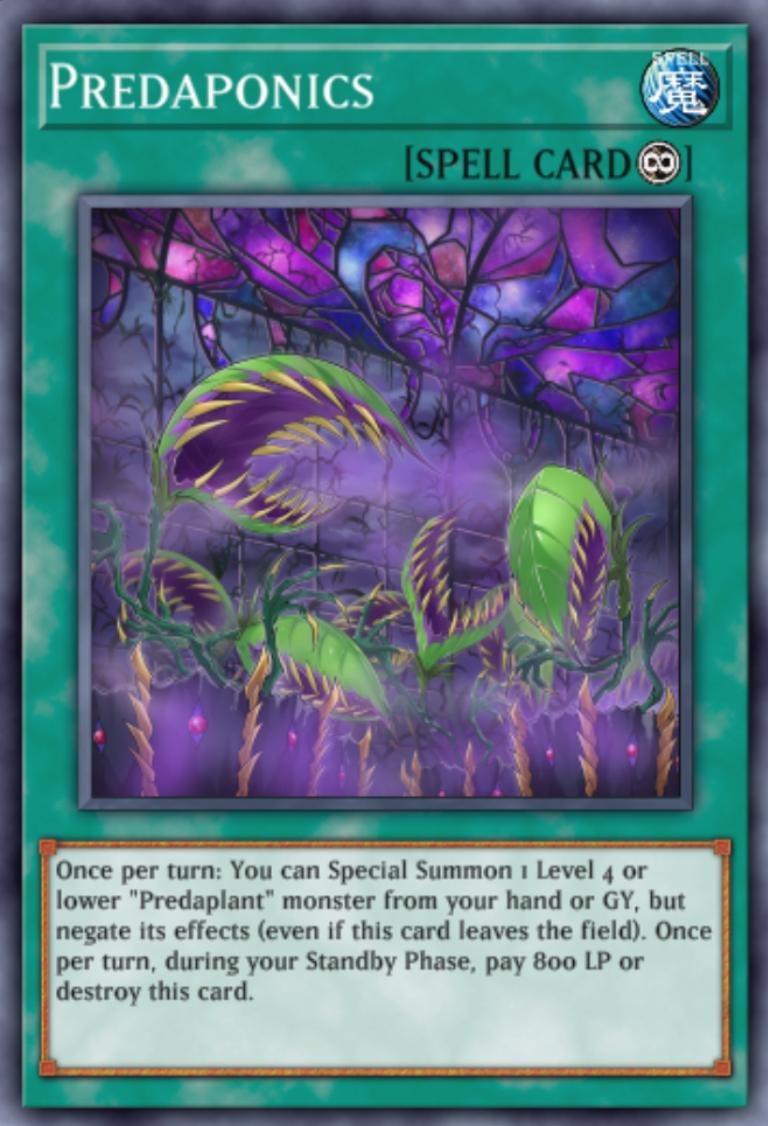 PREDAPONICS
SPELL
魔
[SPELL CARD♾]
Once per turn: You can Special Summon 1 Level 4 or
lower "Predaplant" monster from your hand or GY, but
negate its effects (even if this card leaves the field). Once
per turn, during your Standby Phase, pay 800 LP or
destroy this card.